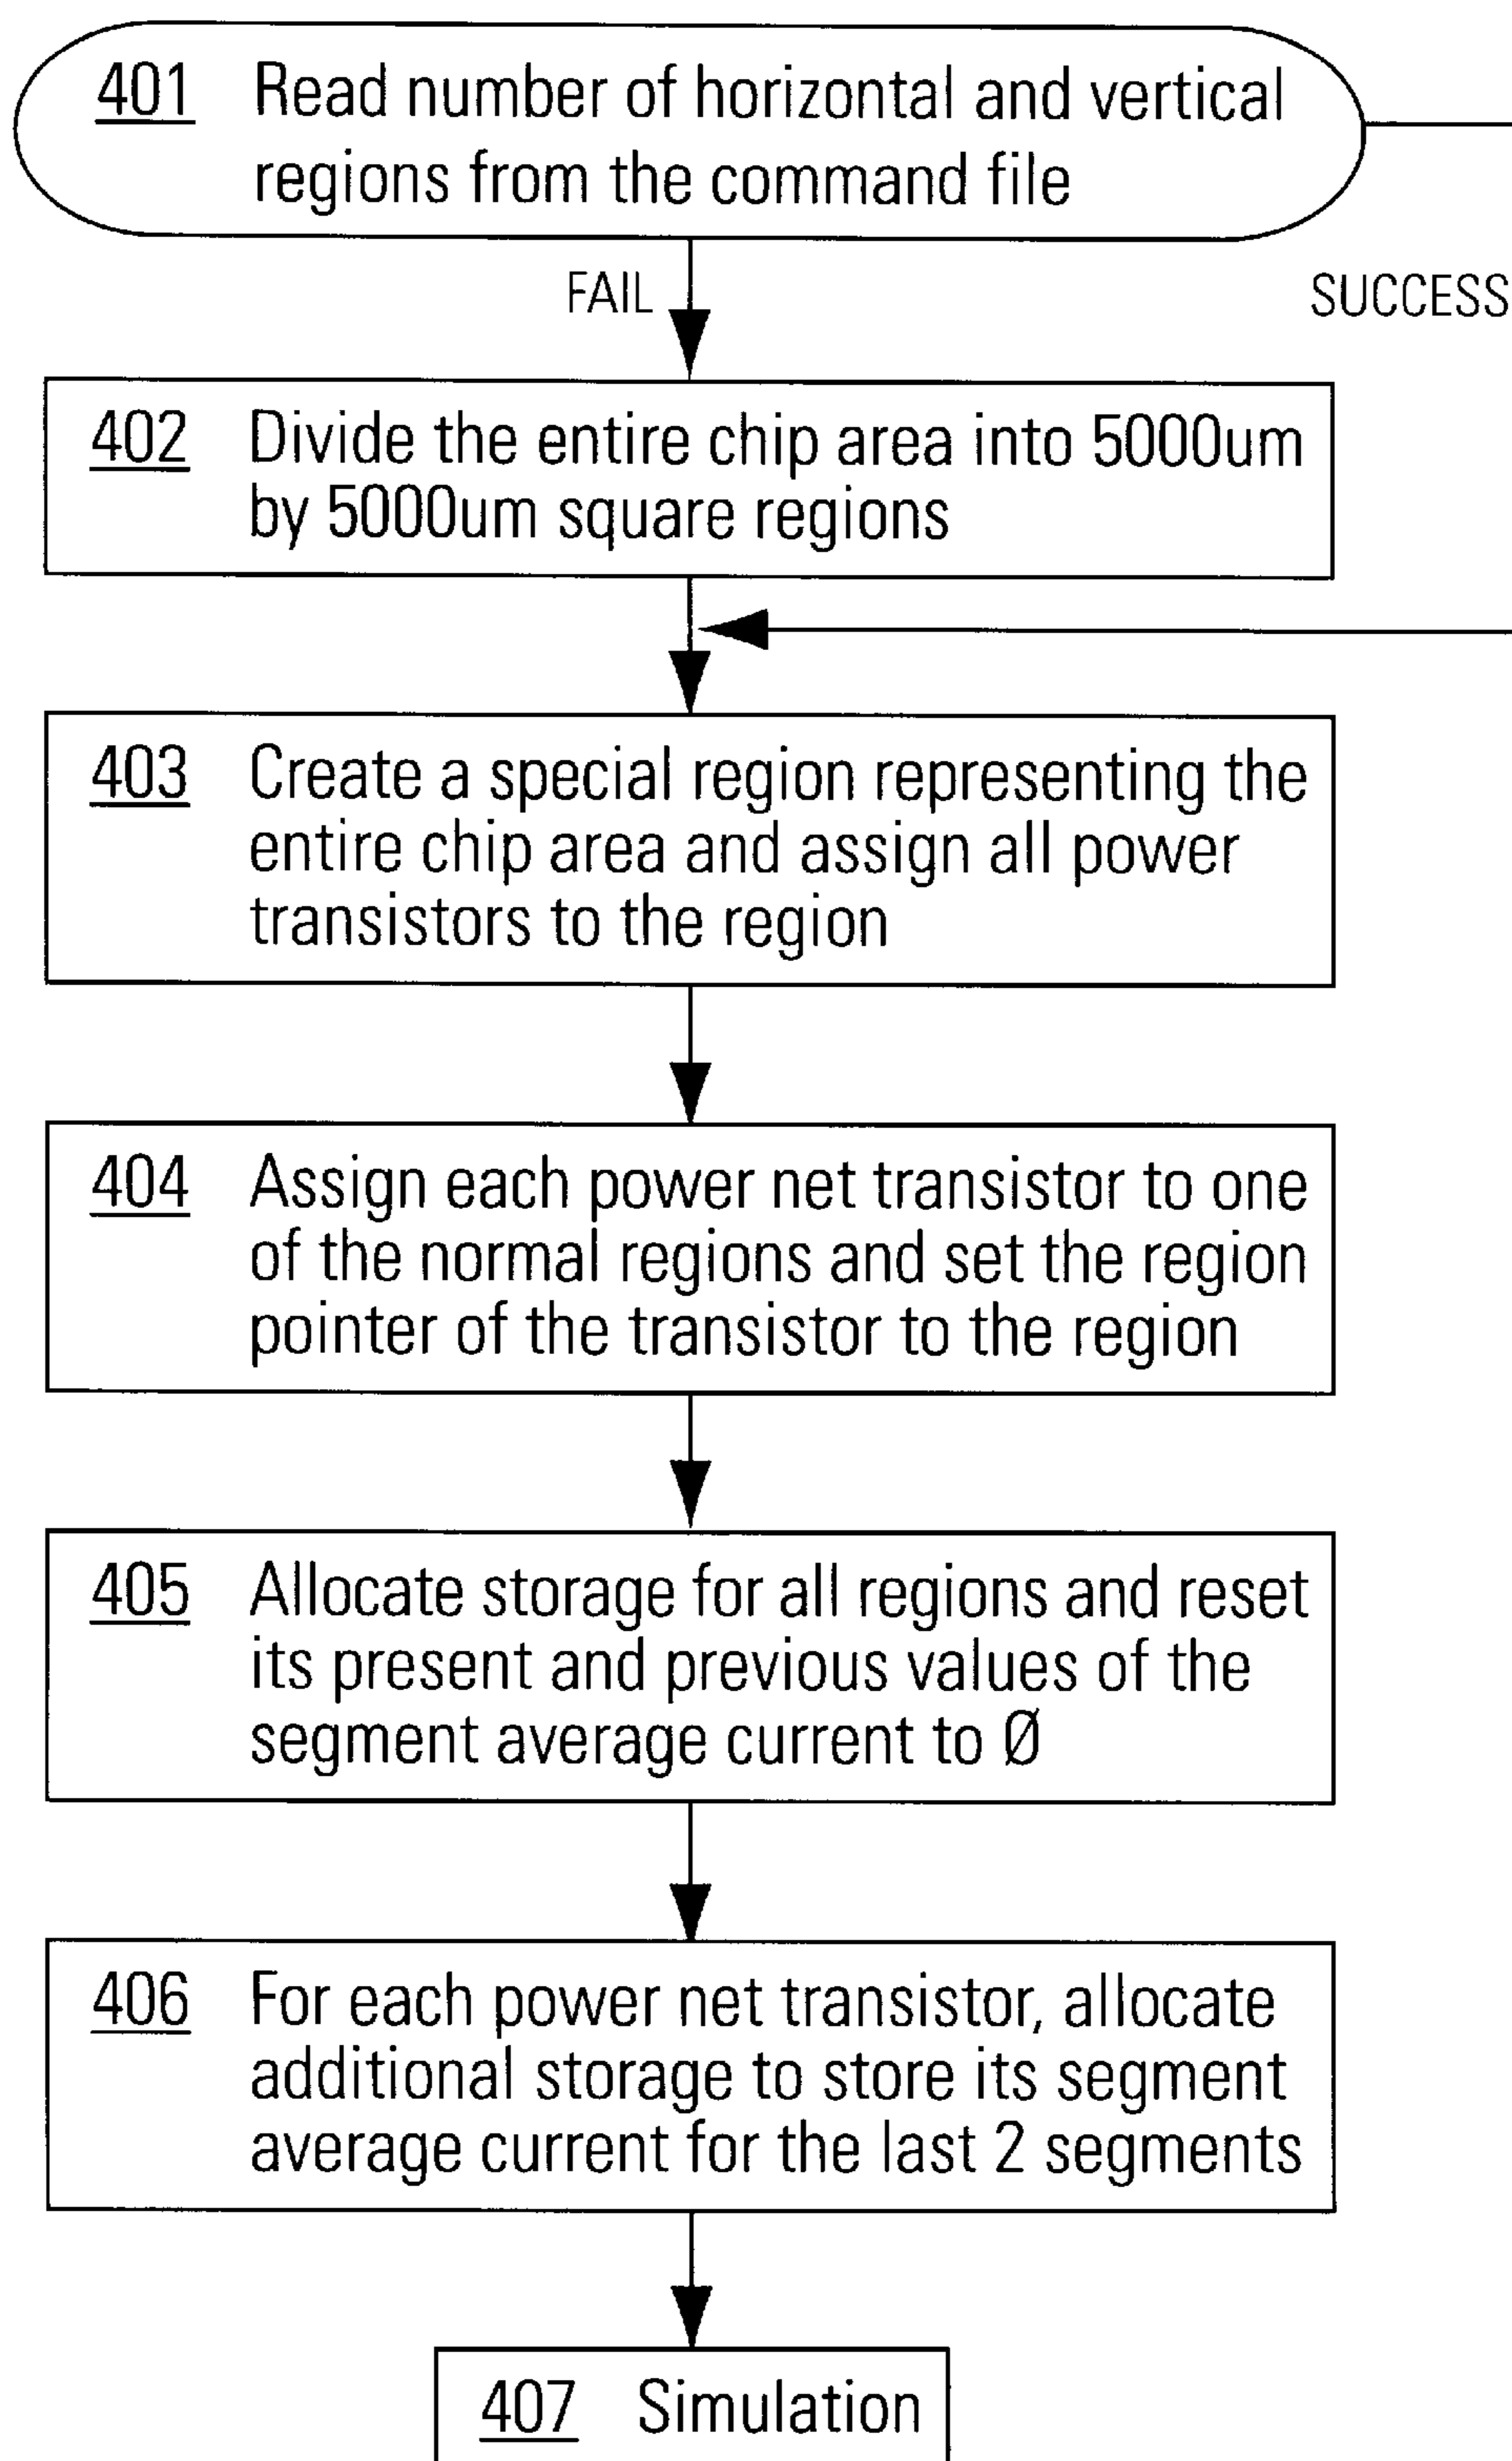 401 Read number of horizontal and vertical
regions from the command file
FAIL
SUCCESS
402 Divide the entire chip area into 5000um
by 5000um square regions
403 Create a special region representing the
entire chip area and assign all power
transistors to the region
404 Assign each power net transistor to one
of the normal regions and set the region
pointer of the transistor to the region
405 Allocate storage for all regions and reset
its present and previous values of the
segment average current to Ø
406 For each power net transistor, allocate
additional storage to store its segment
average current for the last 2 segments
407 Simulation